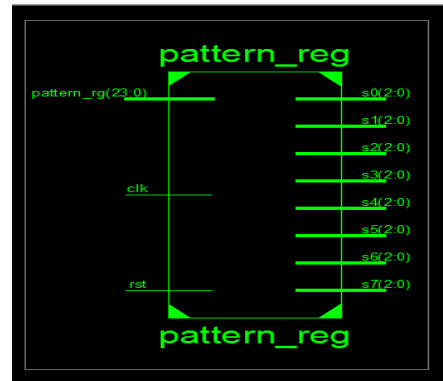 pattern_reg
pattern_rg(23:0)
s0(2:0)
s1(2:0)
s2(2:0)
s3(2:0)
clk
s4(2:0)
s5(2:0)
s6(2:0)
rst
s7(2:0)
pattern_reg